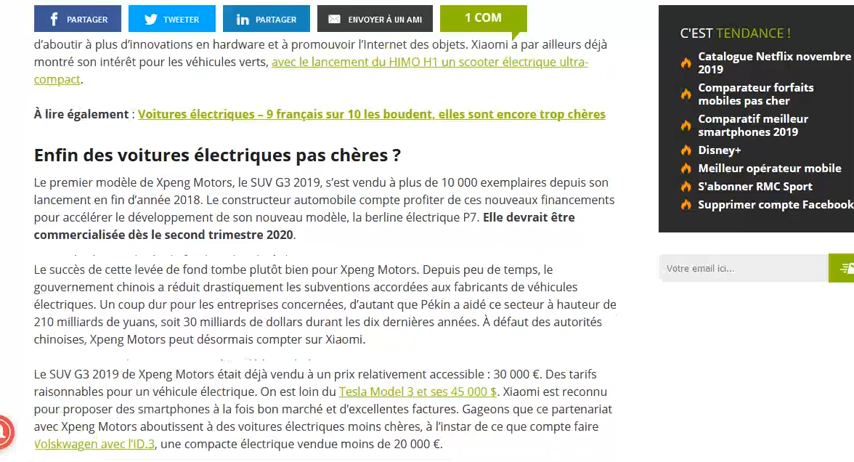 PARTAGER
TWEETER
PARTAGER
ENVOYER À UN AMI
1 COM
d’aboutir à plus d’innovations en hardware et à promouvoir l’Internet des objets. Xiaomi a par ailleurs déjà
montré son intérêt pour les véhicules verts, avec le lancement du HIMO H1 un scooter électrique ultra-
compact.
À lire également : Voitures électriques – 9 français sur 10 les boudent, elles sont encore trop chères
Enfin des voitures électriques pas chères ?
Le premier modèle de Xpeng Motors, le SUV G3 2019, s’est vendu à plus de 10 000 exemplaires depuis son
lancement en fin d’année 2018. Le constructeur automobile compte profiter de ces nouveaux financements
pour accélérer le développement de son nouveau modèle, la berline électrique P7. Elle devrait être
commercialisée dès le second trimestre 2020.
Le succès de cette levée de fond tombe plutôt bien pour Xpeng Motors. Depuis peu de temps, le
gouvernement chinois a réduit drastiquement les subventions accordées aux fabricants de véhicules
électriques. Un coup dur pour les entreprises concernées, d’autant que Pékin a aidé ce secteur à hauteur de
210 milliards de yuans, soit 30 milliards de dollars durant les dix dernières années. À défaut des autorités
chinoises, Xpeng Motors peut désormais compter sur Xiaomi.
Le SUV G3 2019 de Xpeng Motors était déjà vendu à un prix relativement accessible : 30 000 €. Des tarifs
raisonnables pour un véhicule électrique. On est loin du Tesla Model 3 et ses 45 000 $. Xiaomi est reconnu
pour proposer des smartphones à la fois bon marché et d’excellentes factures. Gageons que ce partenariat
avec Xpeng Motors aboutissent à des voitures électriques moins chères, à l’instar de ce que compte faire
Volskwagen avec l’ID.3, une compacte électrique vendue moins de 20 000 €.
C'EST TENDANCE !
Catalogue Netflix novembre
2019
Comparateur forfaits
mobiles pas cher
Comparatif meilleur
smartphones 2019
Disney+
Meilleur opérateur mobile
S'abonner RMC Sport
Supprimer compte Facebook
Votre email ici...